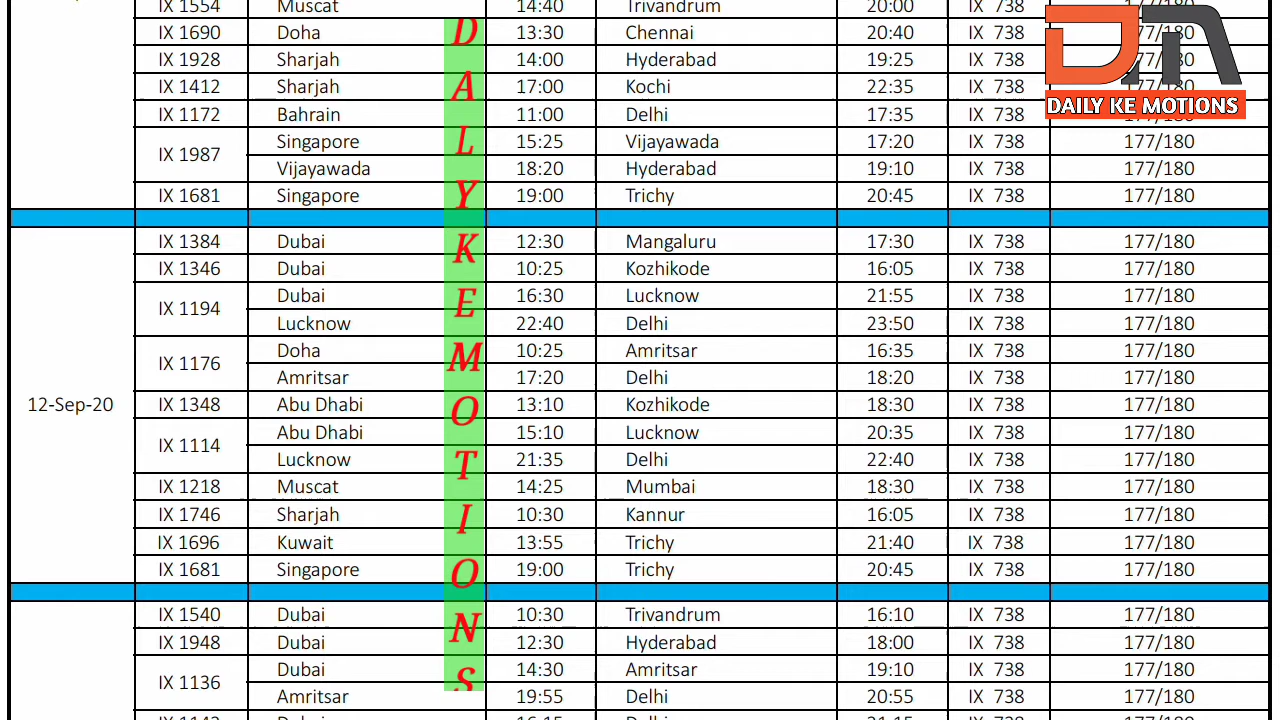 IX 1554 Muscat 14:40 Trivandrum 20:00 IX 738 177/180
IX 1690 Doha 13:30 Chennai 20:40 IX 738 177/180
IX 1928 Sharjah 14:00 Hyderabad 19:25 IX 738
IX 1412 Sharjah 17:00 Kochi 22:35 IX 738 177/180
DAILY KE MOTIONS
IX 1172 Bahrain 11:00 Delhi 17:35 IX 738 177/180
IX 1987 Singapore 15:25 Vijayawada 17:20 IX 738 177/180
Vijayawada 18:20 Hyderabad 19:10 IX 738 177/180
IX 1681 Singapore 19:00 Trichy 20:45 IX 738 177/180
12-Sep-20
IX 1384 Dubai 12:30 Mangaluru 17:30 IX 738 177/180
IX 1346 Dubai 10:25 Kozhikode 16:05 IX 738 177/180
IX 1194 Dubai 16:30 Lucknow 21:55 IX 738 177/180
Lucknow 22:40 Delhi 23:50 IX 738 177/180
IX 1176 Doha 10:25 Amritsar 16:35 IX 738 177/180
Amritsar 17:20 Delhi 18:20 IX 738 177/180
IX 1348 Abu Dhabi 13:10 Kozhikode 18:30 IX 738 177/180
IX 1114 Abu Dhabi 15:10 Lucknow 20:35 IX 738 177/180
Lucknow 21:35 Delhi 22:40 IX 738 177/180
IX 1218 Muscat 14:25 Mumbai 18:30 IX 738 177/180
IX 1746 Sharjah 10:30 Kannur 16:05 IX 738 177/180
IX 1696 Kuwait 13:55 Trichy 21:40 IX 738 177/180
IX 1681 Singapore 19:00 Trichy 20:45 IX 738 177/180
IX 1540 Dubai 10:30 Trivandrum 16:10 IX 738 177/180
IX 1948 Dubai 12:30 Hyderabad 18:00 IX 738 177/180
IX 1136 Dubai 14:30 Amritsar 19:10 IX 738 177/180
Amritsar 19:55 Delhi 20:55 IX 738 177/180
DALYKEMOTIONS